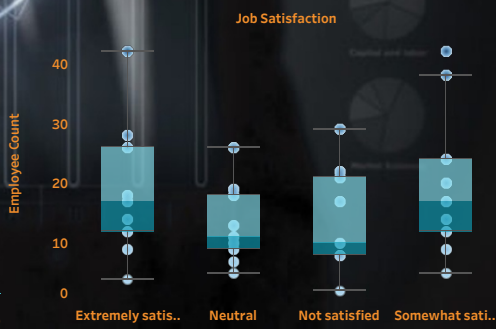 Job Satisfaction
Employee Count
40
30
20
10
0
Extremely satis.. Neutral Not satisfied Somewhat sati..